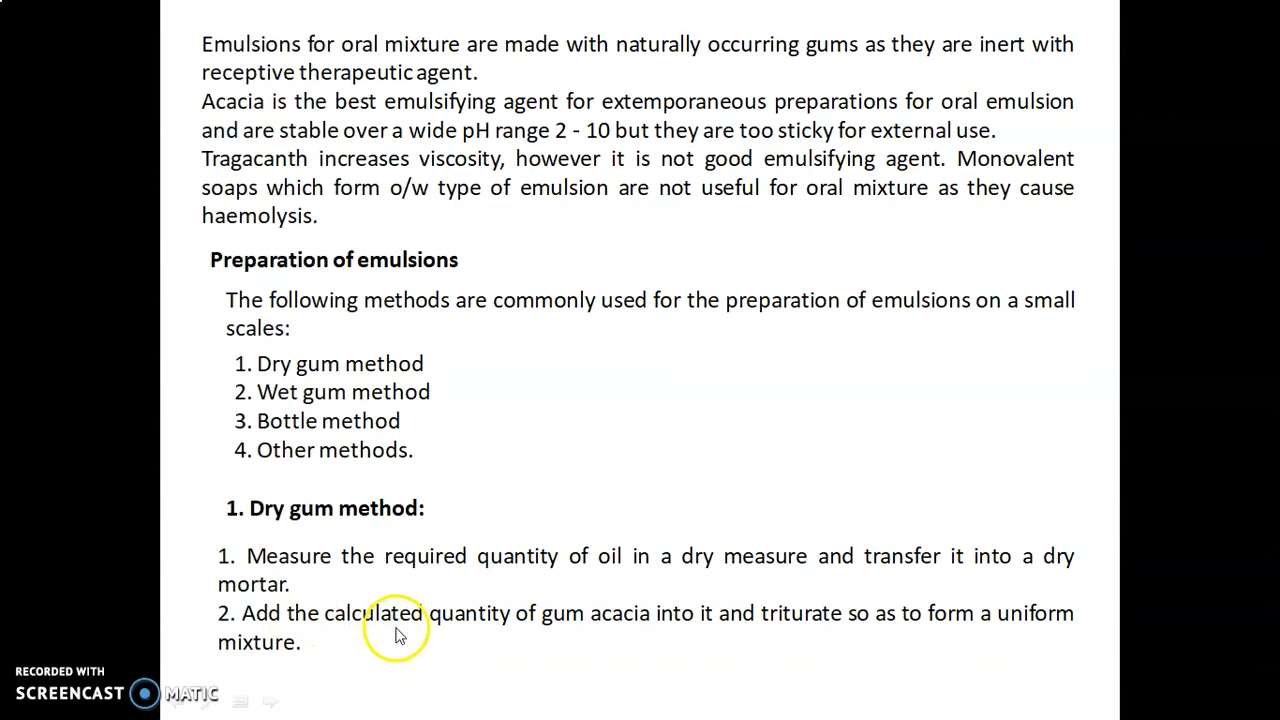 Emulsions for oral mixture are made with naturally occurring gums as they are inert with
receptive therapeutic agent.
Acacia is the best emulsifying agent for extemporaneous preparations for oral emulsion
and are stable over a wide pH range 2 - 10 but they are too sticky for external use.
Tragacanth increases viscosity, however it is not good emulsifying agent. Monovalent
soaps which form o/w type of emulsion are not useful for oral mixture as they cause
haemolysis.
Preparation of emulsions
The following methods are commonly used for the preparation of emulsions on a small
scales:
1. Dry gum method
2. Wet gum method
3. Bottle method
4. Other methods.
1. Dry gum method:
1. Measure the required quantity of oil in a dry measure and transfer it into a dry
mortar.
2. Add the calculated quantity of gum acacia into it and triturate so as to form a uniform
mixture.
RECORDED WITH
SCREENCAST MATIC